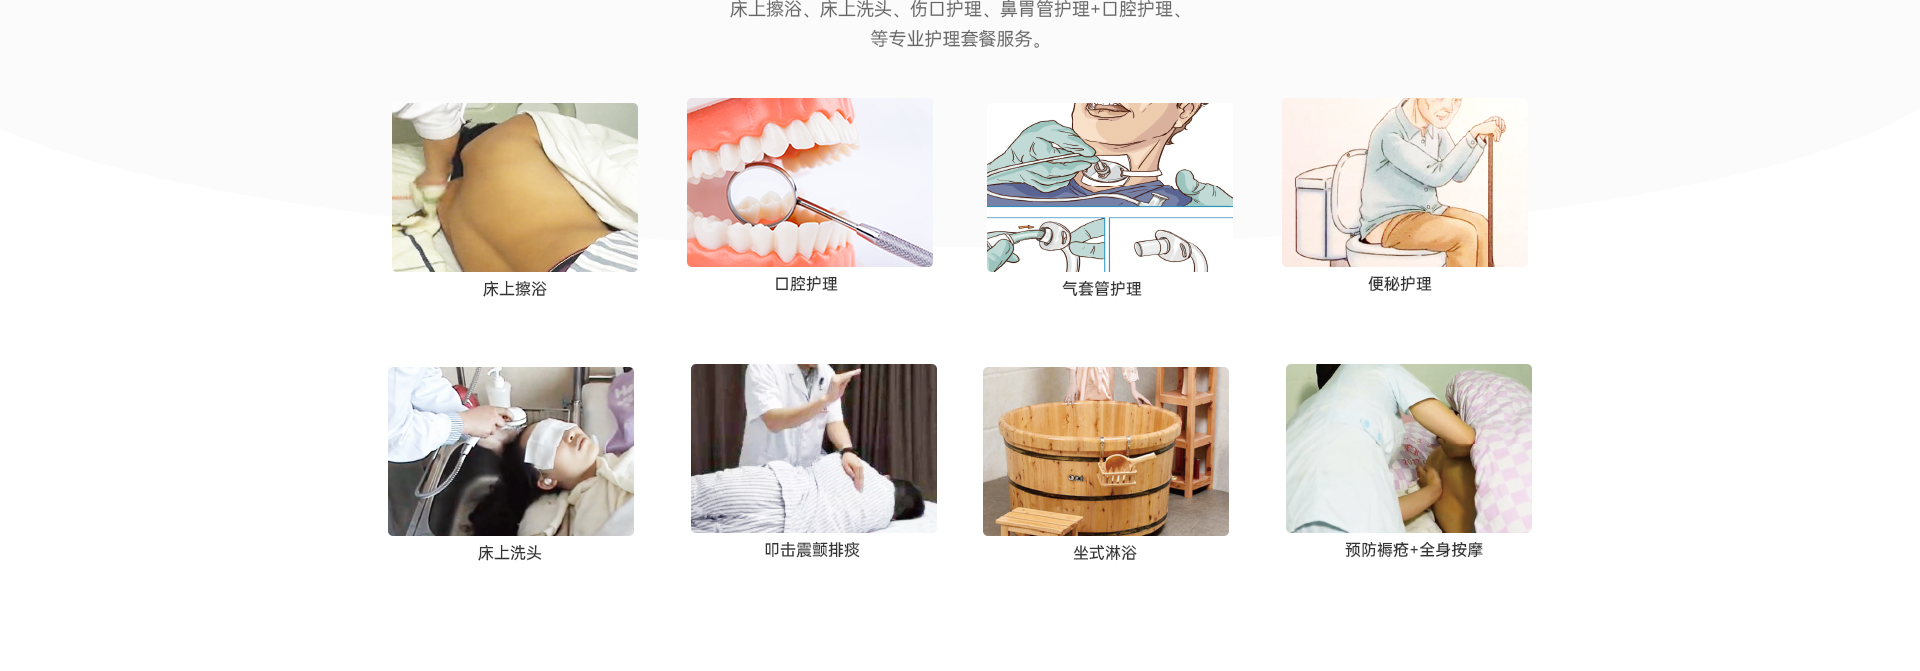 床上擦浴、床上洗头、伤口护理、鼻胃管护理+口腔护理、
等专业护理套餐服务。
床上擦浴
口腔护理
气套管护理
便秘护理
床上洗头
叩击震颤排痰
坐式淋浴
预防褥疮+全身按摩